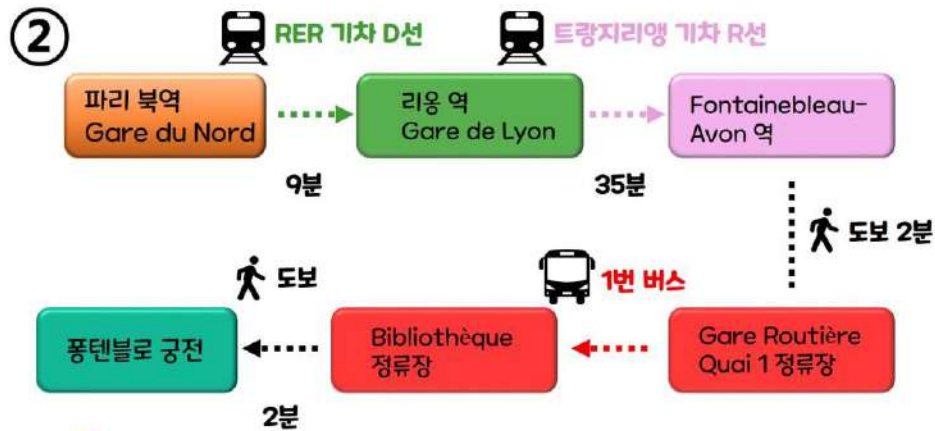 ②
RER 기차 D선
트랑지리앵 기차 R선
파리 북역
Gare du Nord
리옹 역
Gare de Lyon
Fontainebleau-
Avon 역
9분
35분
도보 2분
도보
1번 버스
퐁텐블로 궁전
Bibliothèque
정류장
Gare Routière
Quai 1 정류장
2분